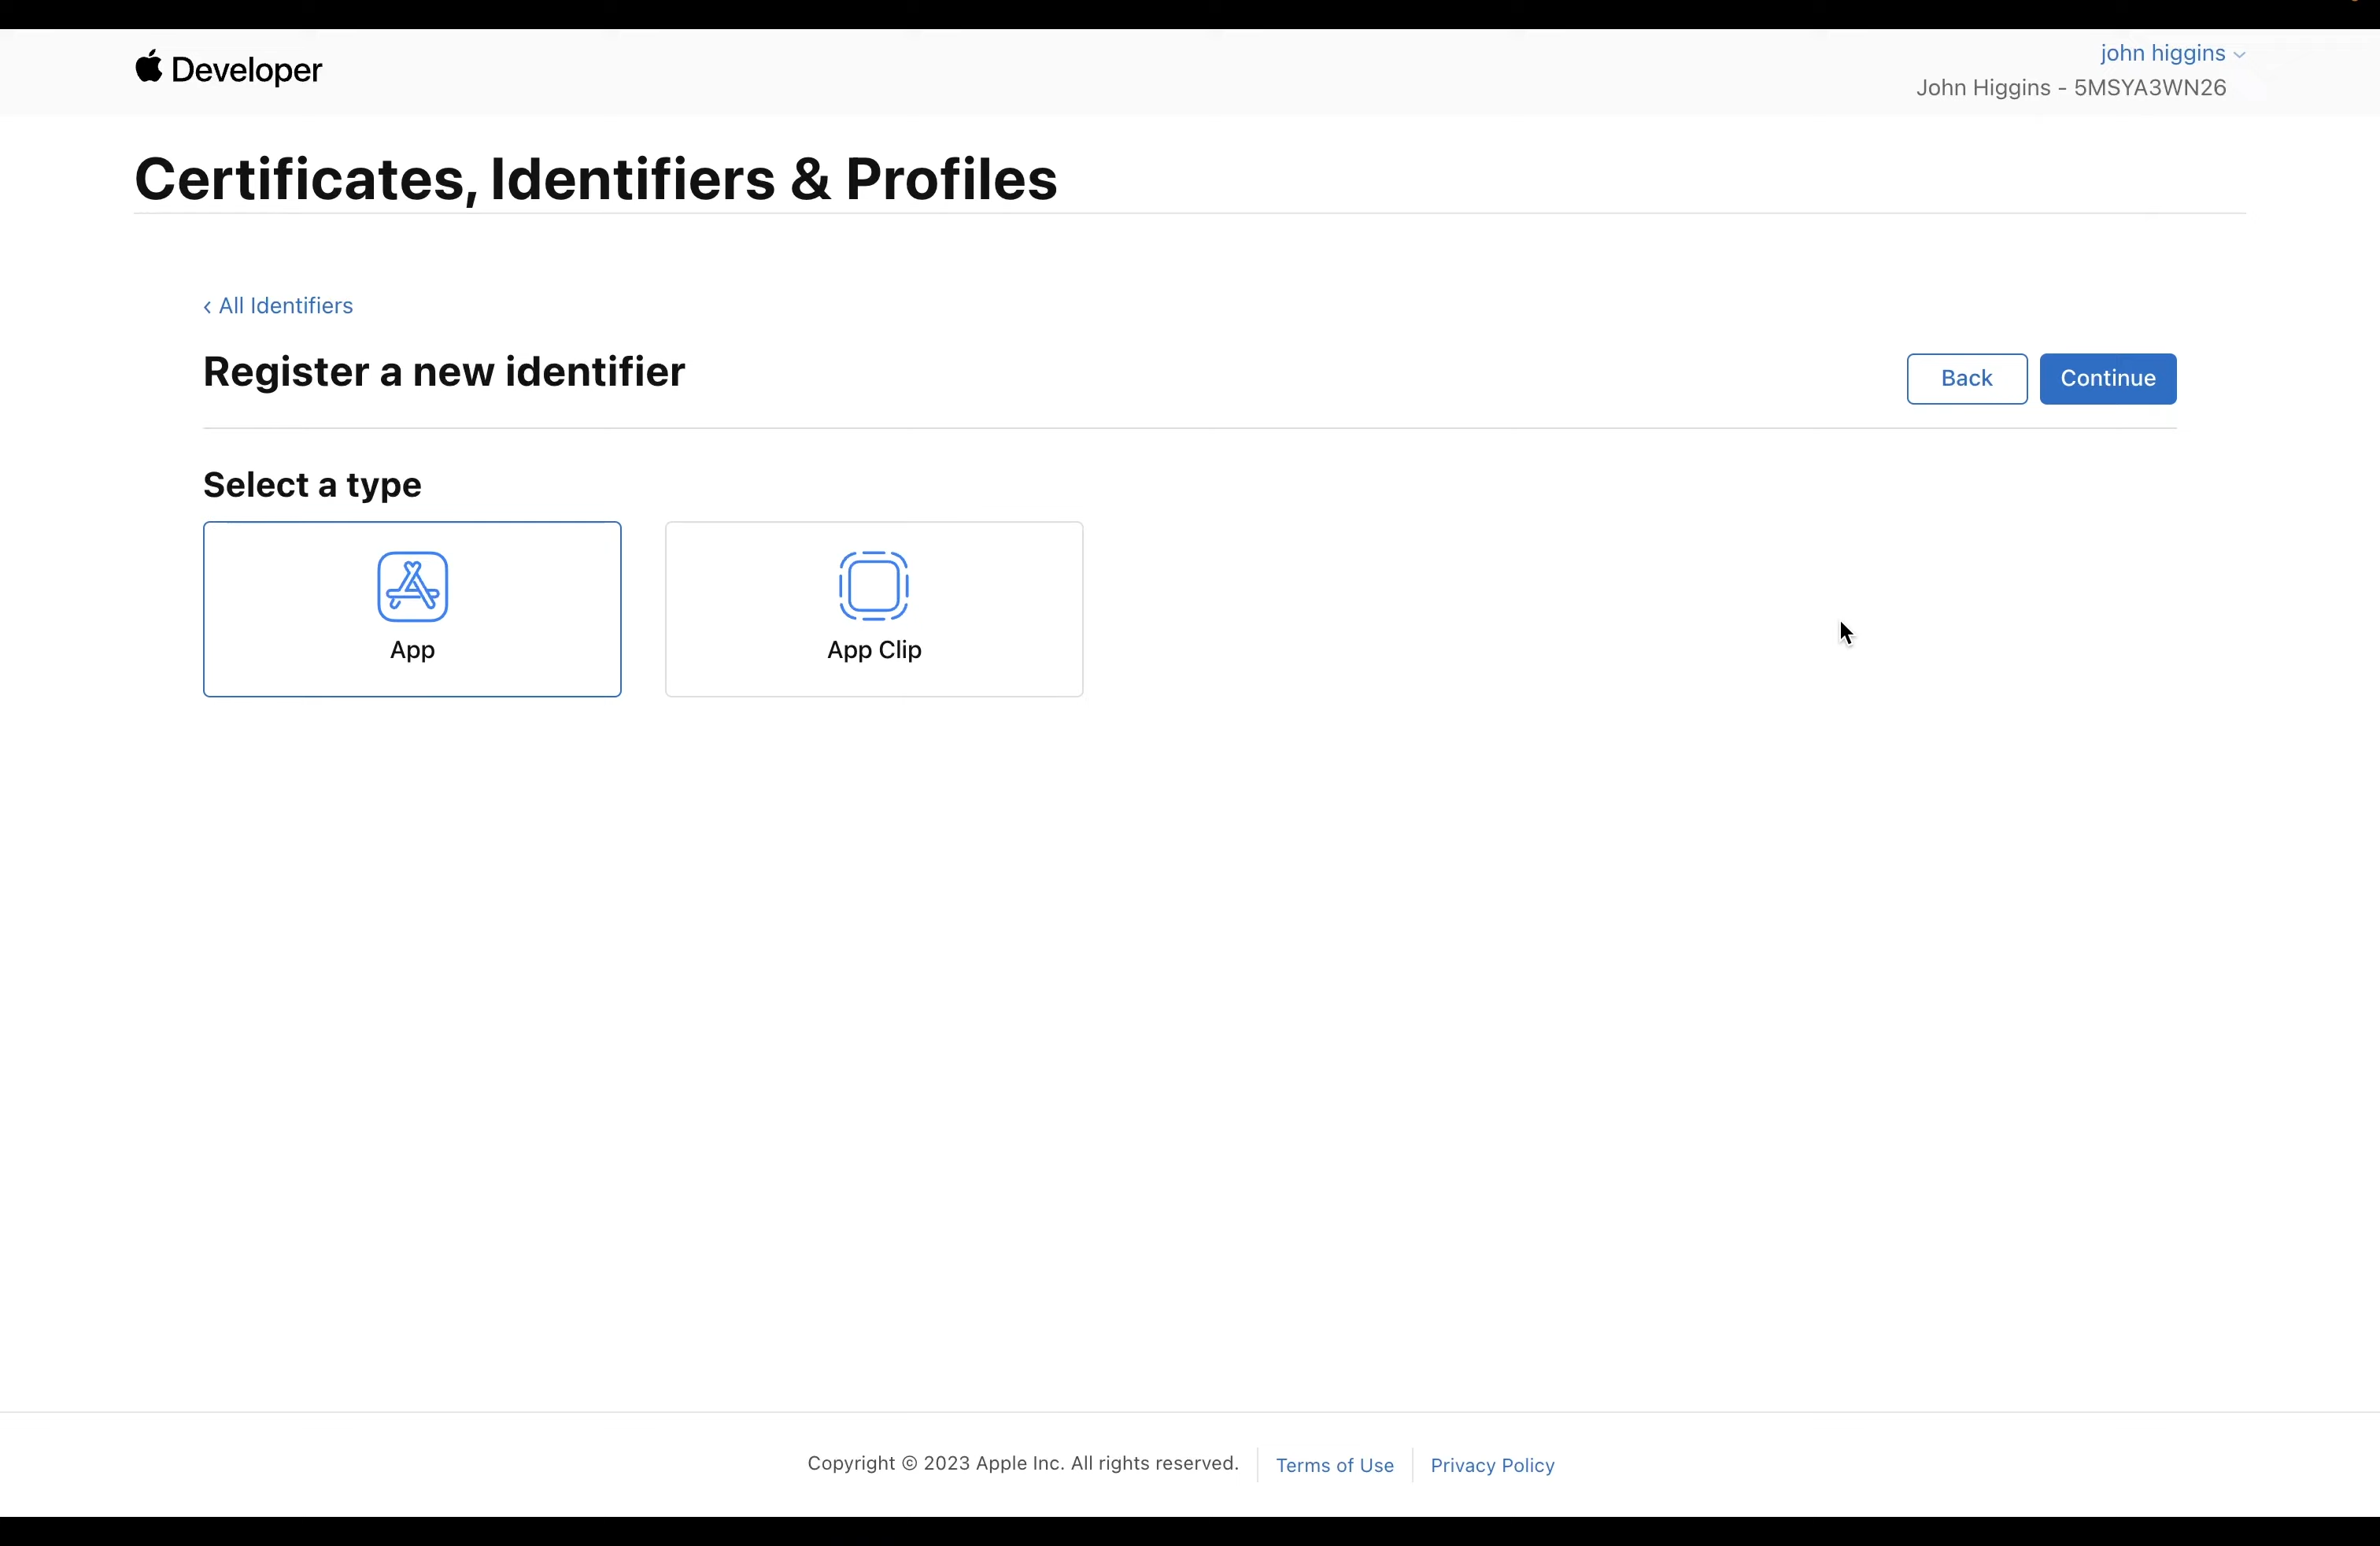 Developer
john higgins
John Higgins - 5MSYA3WN26
Certificates, Identifiers & Profiles
All Identifiers
Register a new identifier
Back
Continue
Select a type
App
App Clip
Copyright © 2023 Apple Inc. All rights reserved.
Terms of Use
Privacy Policy